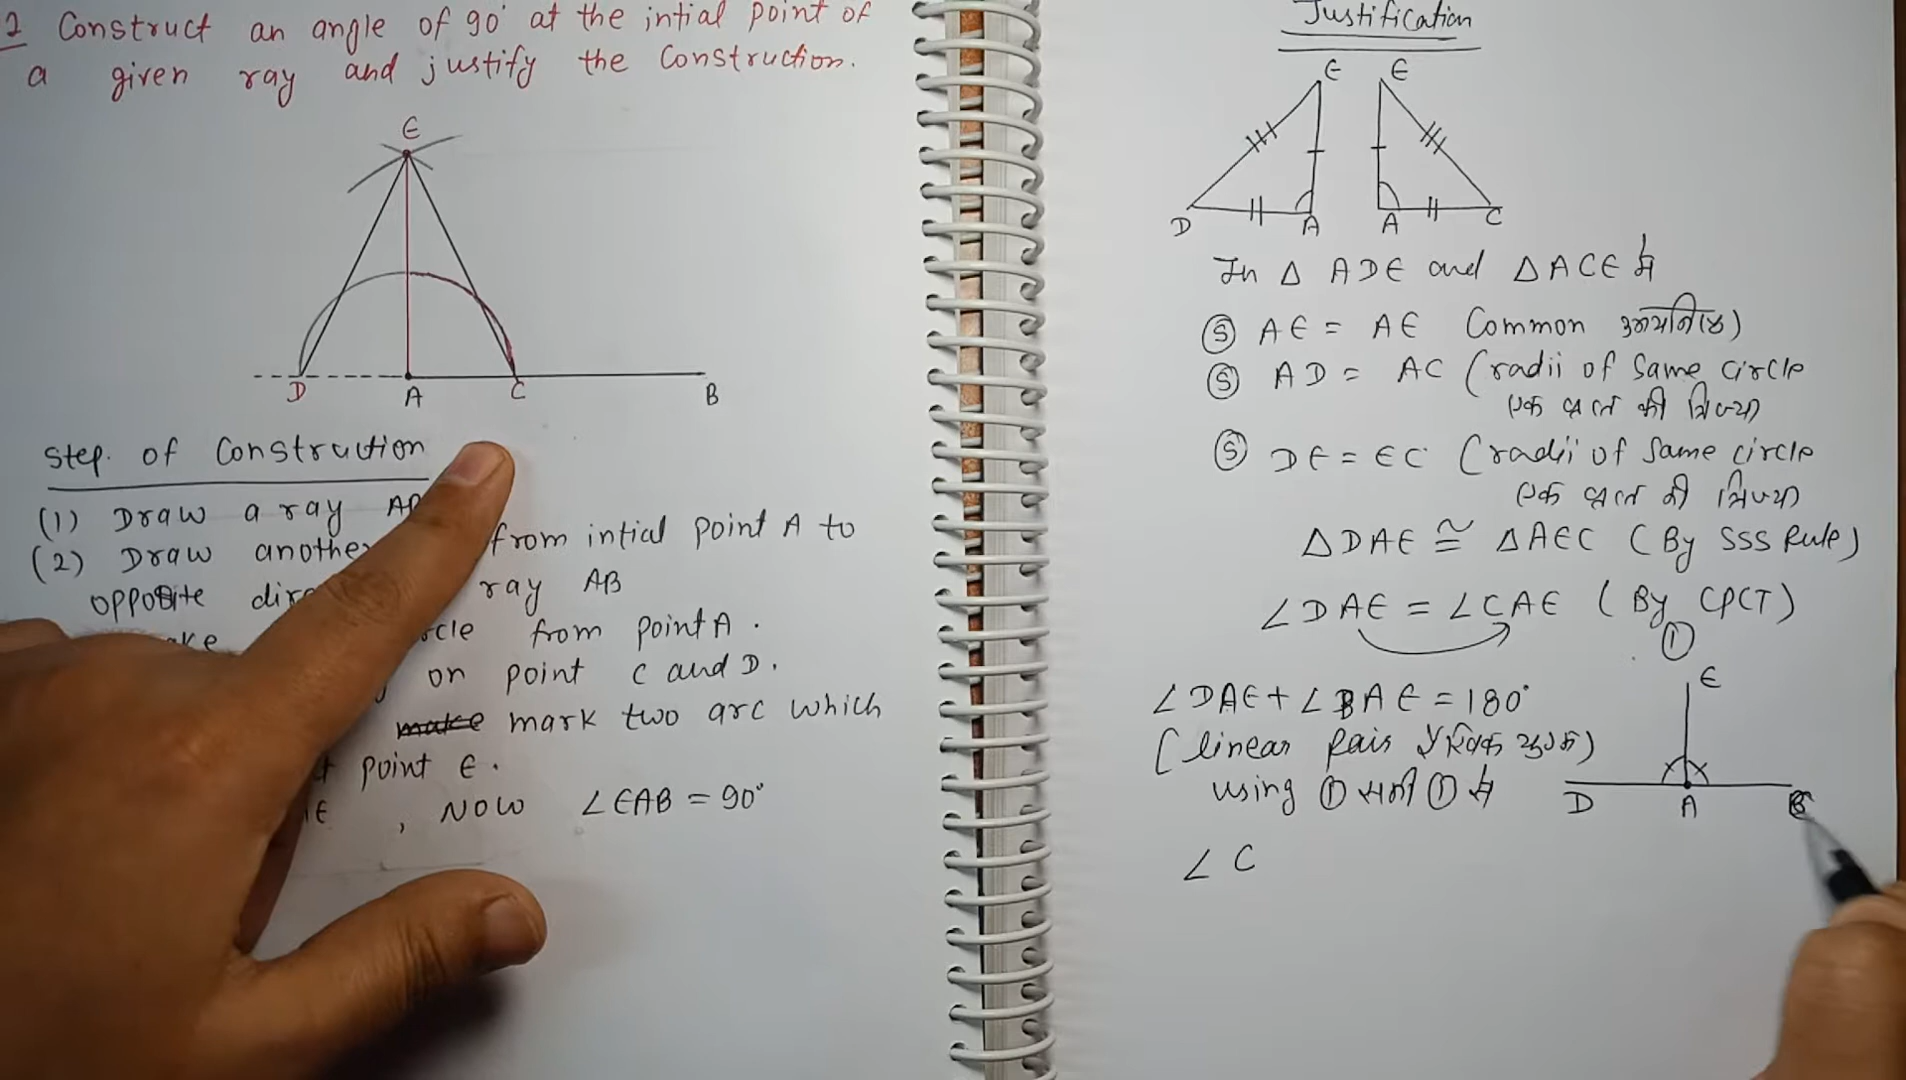 2 Construct an angle of 90° at the intial point of
a given ray and justify the Construction.
E
D A C B
Step. of Construction
(1) Draw a ray
(2) Draw another from intial point A to
opposite ray AB
from point A.
on point C and D.
make mark two arc which
point E.
, NOW ∠EAB = 90°
Justification
E E
D A A C
In △ ADE and △ ACE में
Ⓢ AE = AE Common
Ⓢ AD = AC (radii of Same circle
एक की
Ⓢ DE = EC (radii of Same circle
एक की
△DAE ≅ △AEC (By SSS Rule)
∠DAE = ∠CAE (By CPCT)
①
∠DAE + ∠BAE = 180°
(linear Pair
using ① ① में
E
D A
∠ C